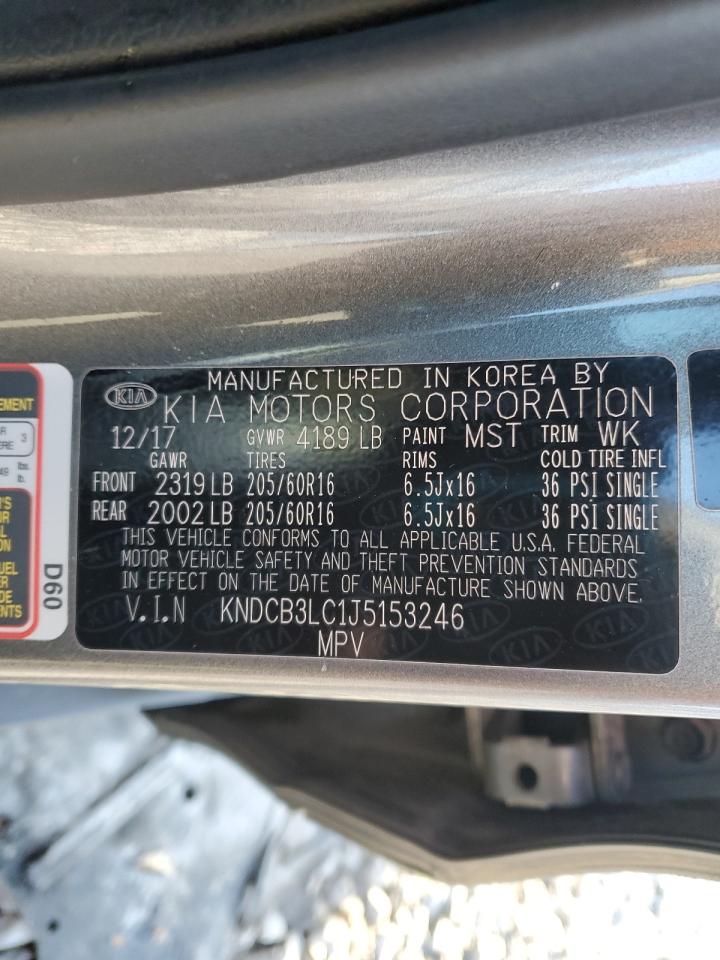 MANUFACTURED IN KOREA BY
KIA KIA MOTORS CORPORATION
12/17 GVWR 4189 LB PAINT MST TRIM WK
GAWR TIRES RIMS COLD TIRE INFL
FRONT 2319 LB 205/60R16 6.5Jx16 36 PSI SINGLE
REAR 2002 LB 205/60R16 6.5Jx16 36 PSI SINGLE
THIS VEHICLE CONFORMS TO ALL APPLICABLE U.S.A. FEDERAL
MOTOR VEHICLE SAFETY AND THEFT PREVENTION STANDARDS
IN EFFECT ON THE DATE OF MANUFACTURE SHOWN ABOVE.
V.I.N KNDCB3LC1J5153246
MPV
D60